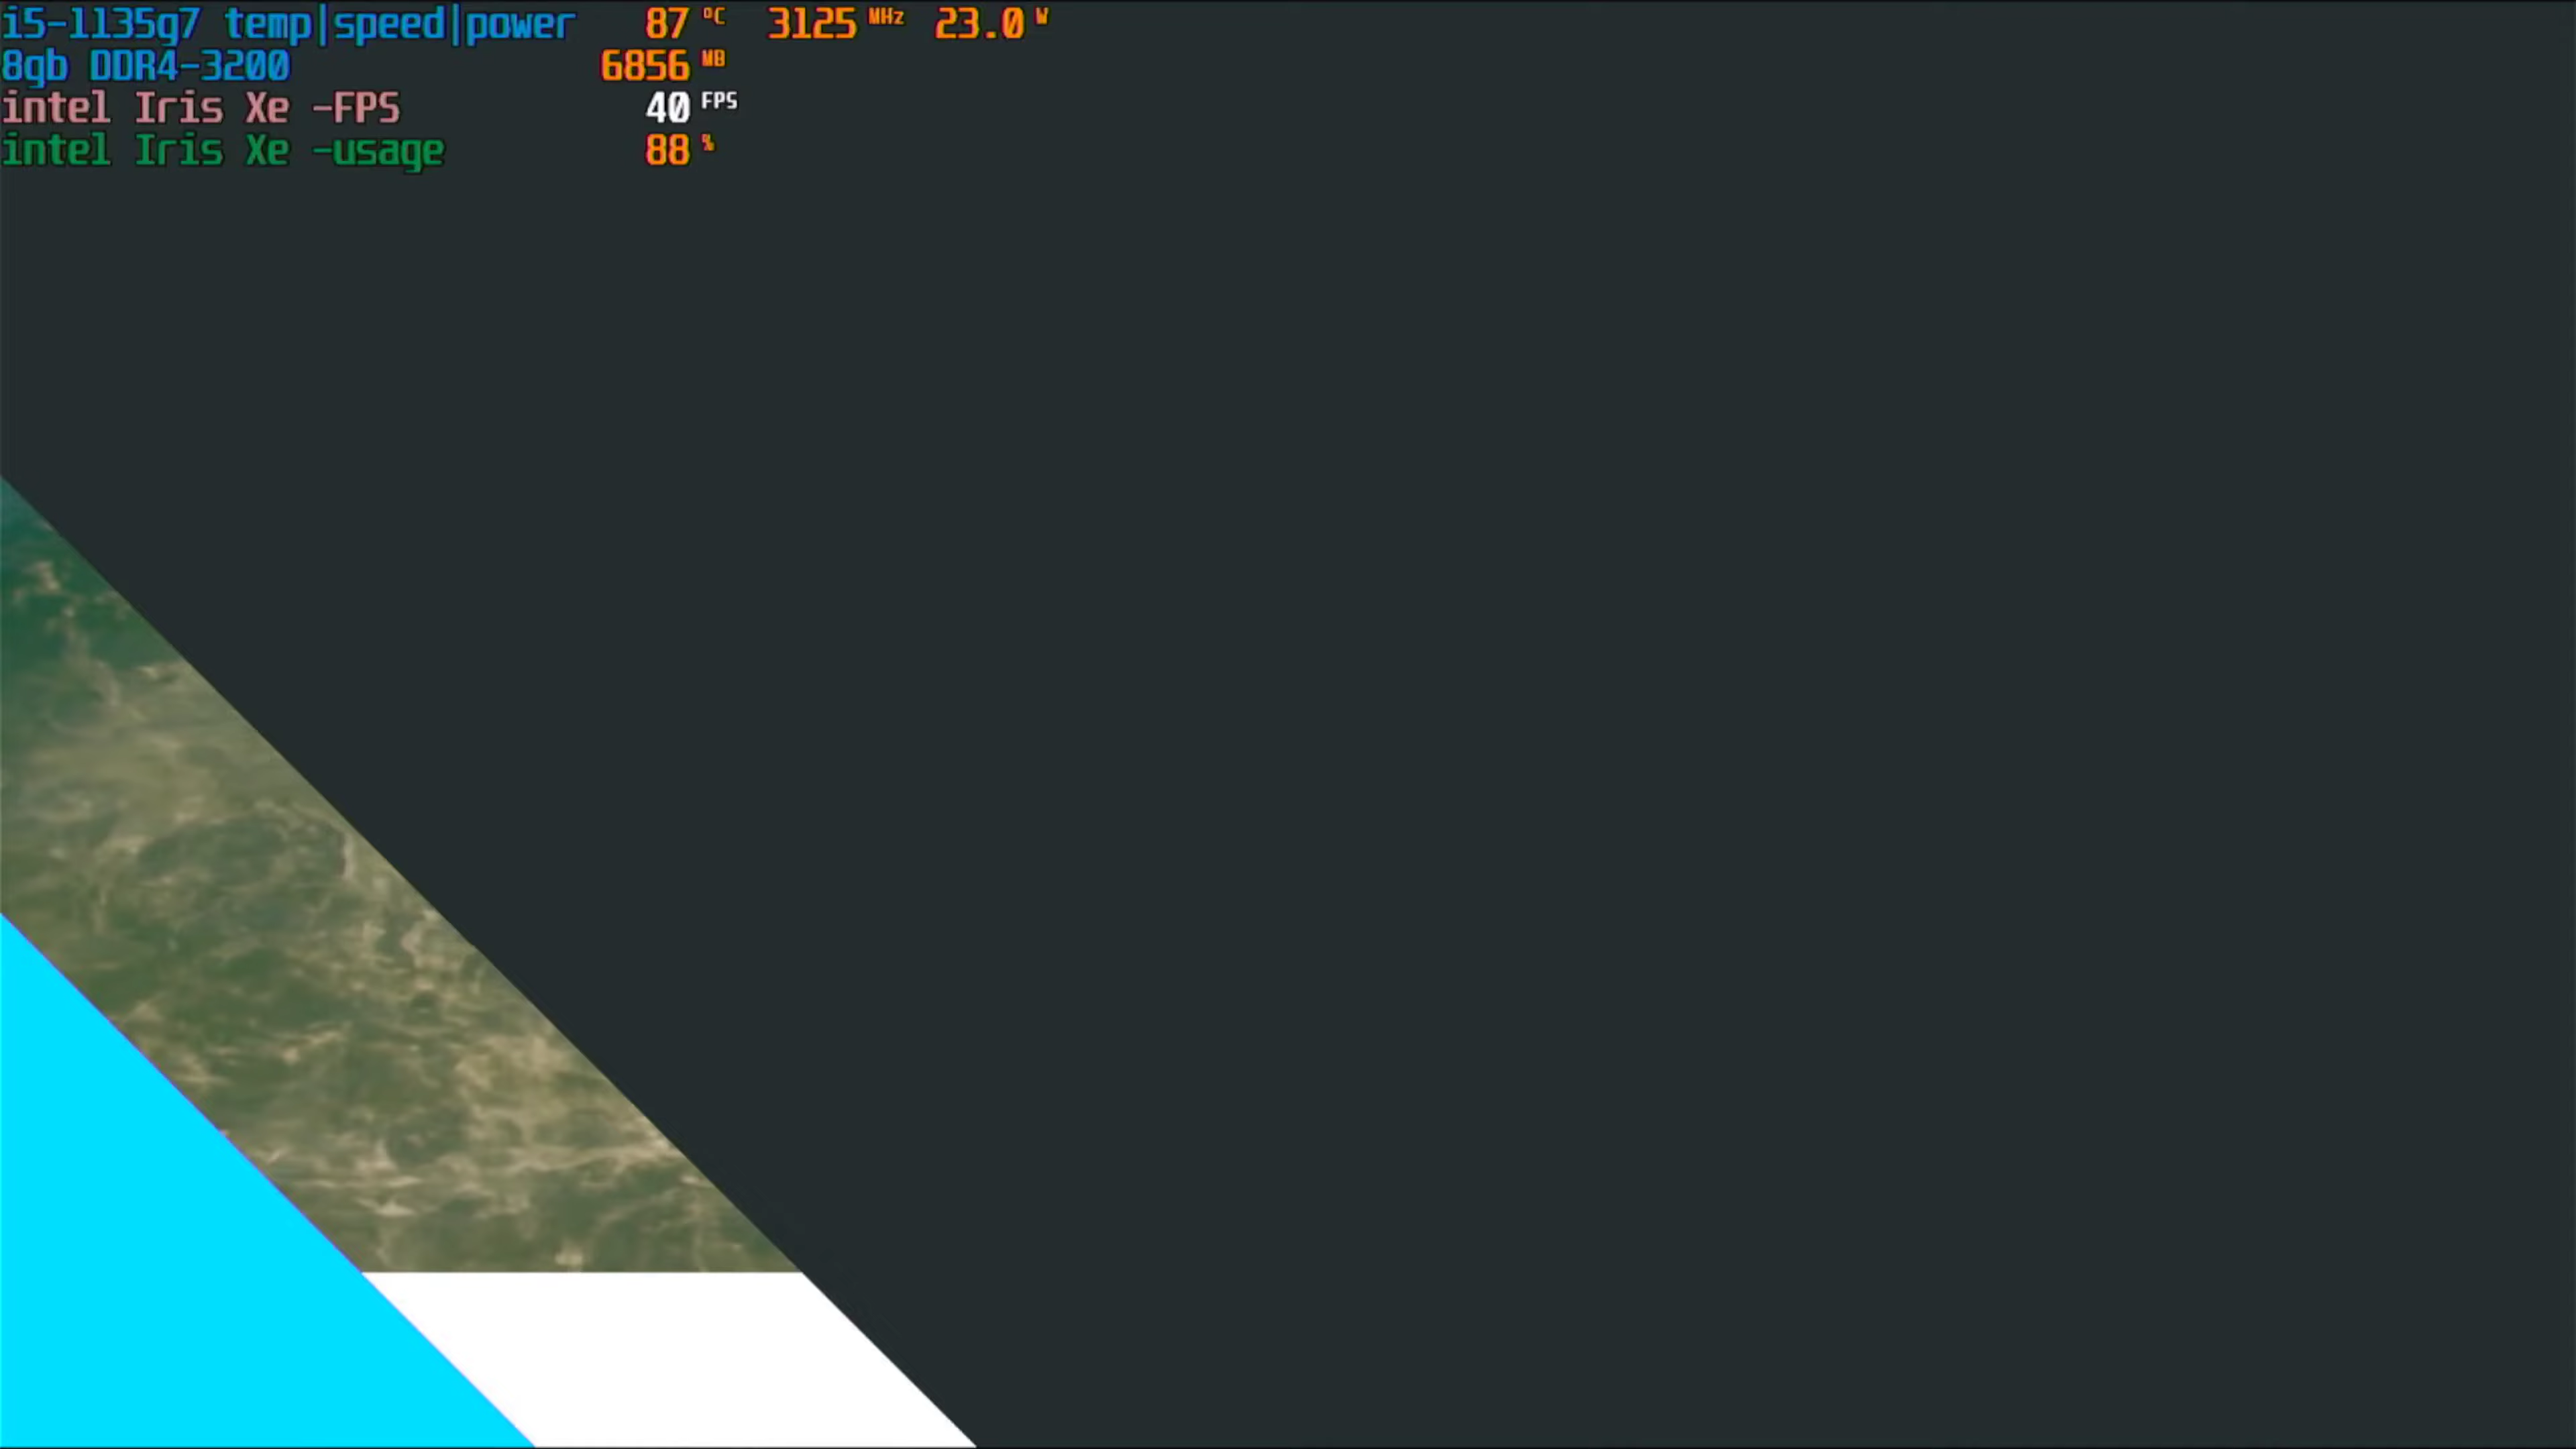 i5-1135g7 temp|speed|power 87 °C 3125 MHz 23.0 W
8gb DDR4-3200 6856 MB
intel Iris Xe -FPS 40 FPS
intel Iris Xe -usage 88 %